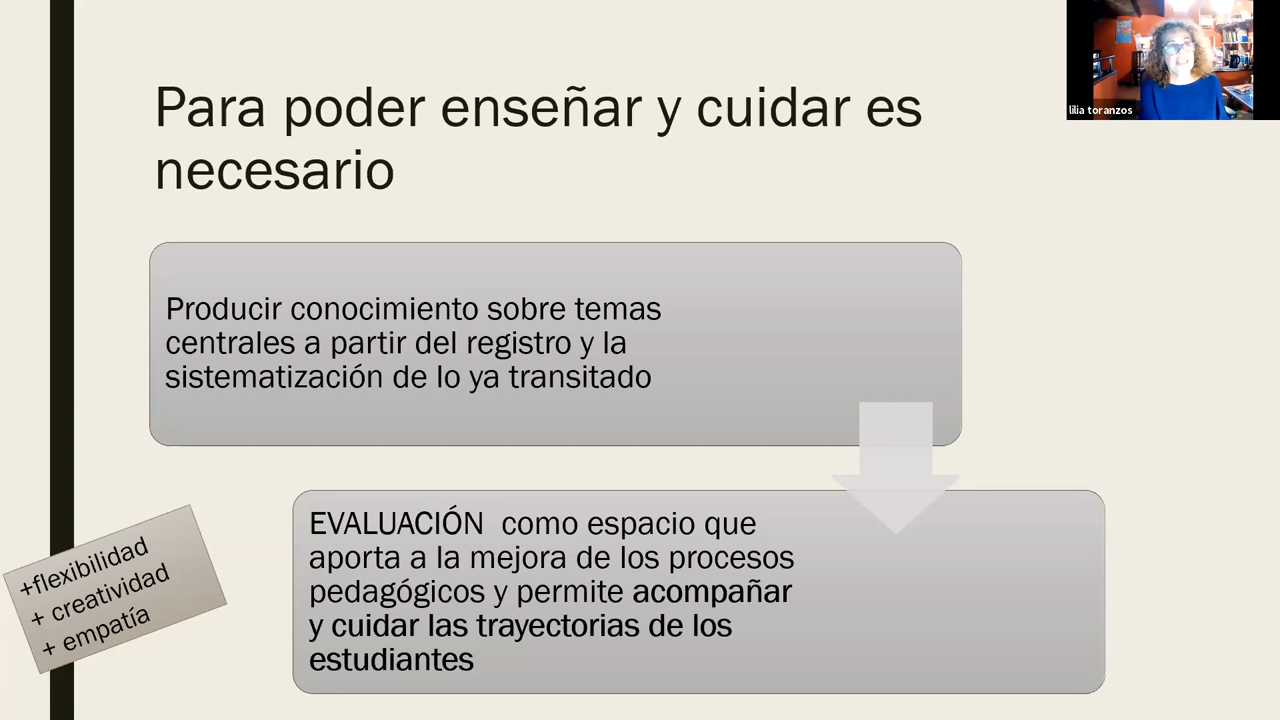 lilia toranzos
Para poder enseñar y cuidar es
necesario
Producir conocimiento sobre temas
centrales a partir del registro y la
sistematización de lo ya transitado
EVALUACIÓN como espacio que
aporta a la mejora de los procesos
pedagógicos y permite acompañar
y cuidar las trayectorias de los
estudiantes
+flexibilidad
+ creatividad
+ empatía